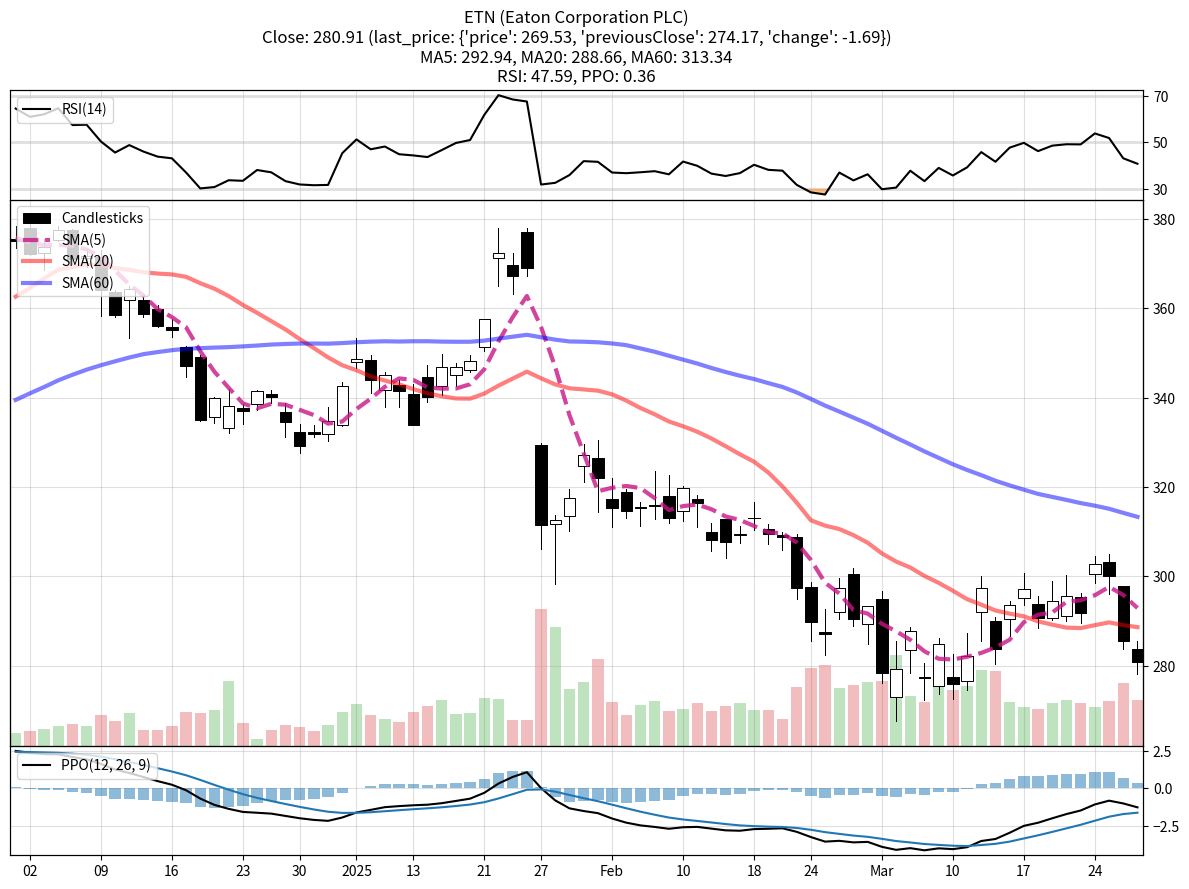 ETN (Eaton Corporation PLC)
Close: 280.91 (last_price: {'price': 269.53, 'previousClose': 274.17, 'change': -1.69})
MA5: 292.94, MA20: 288.66, MA60: 313.34
RSI: 47.59, PPO: 0.36
RSI(14)
70
50
30
Candlesticks
SMA(5)
SMA(20)
SMA(60)
380
360
340
320
300
280
PPO(12, 26, 9)
2.5
0.0
−2.5
02 09 16 23 30 2025 13 21 27 Feb 10 18 24 Mar 10 17 24